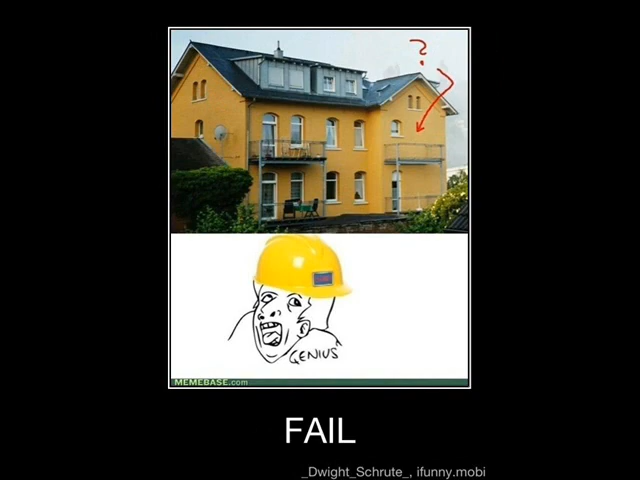 ?
GENIUS
MEMEBASE.com
FAIL
_Dwight_Schrute_, ifunny.mobi